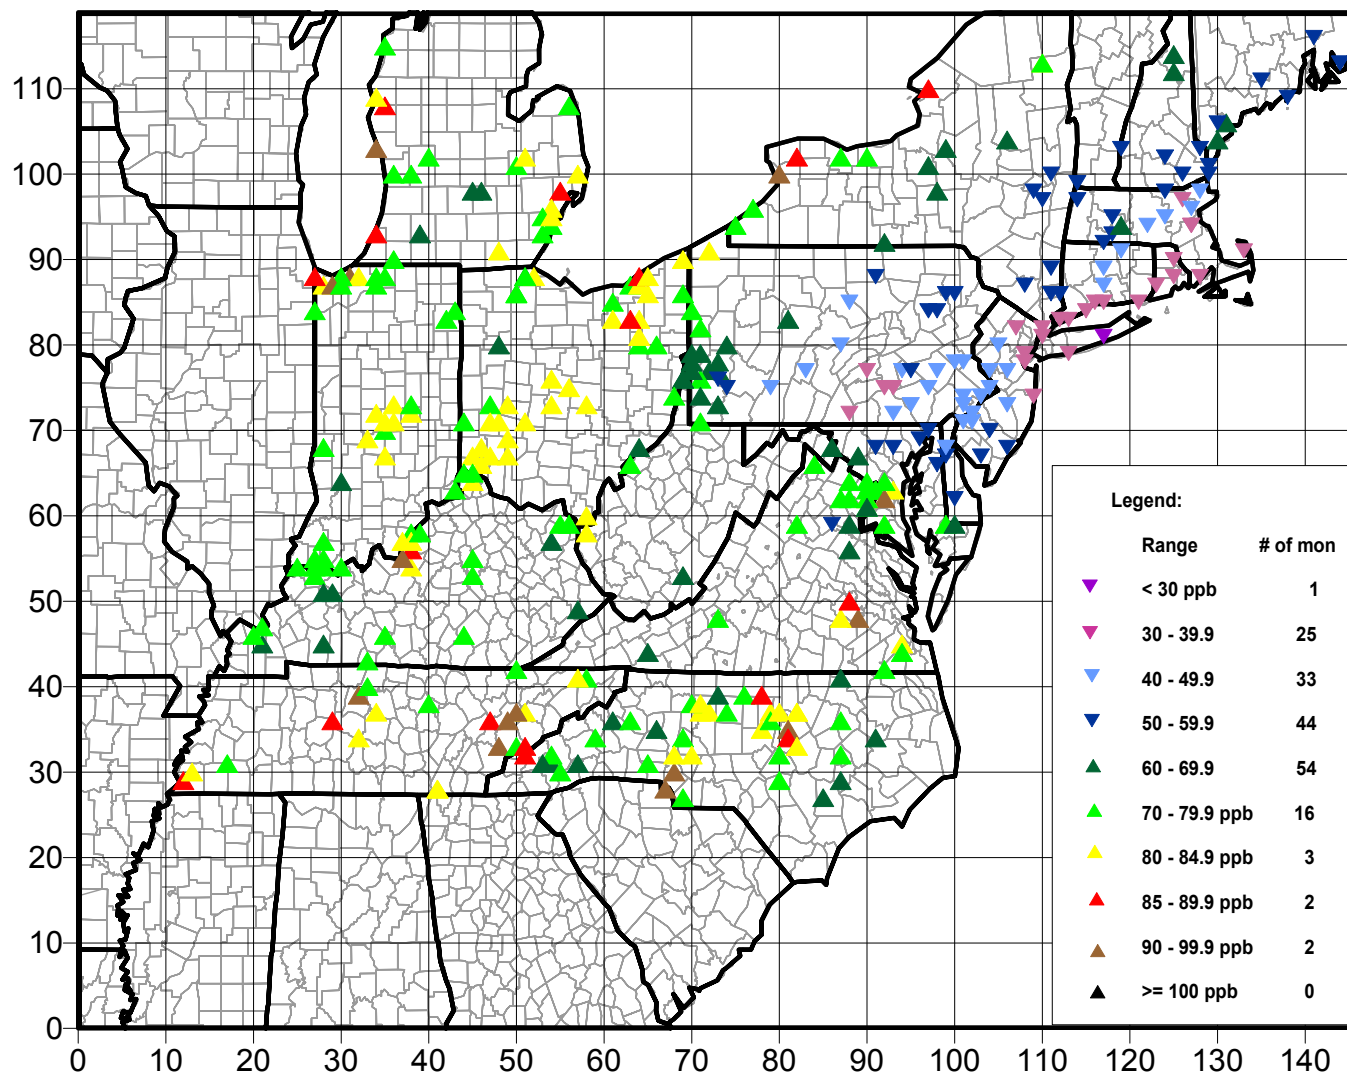 110
100
90
80
70
60
50
40
30
20
10
0
0 10 20 30 40 50 60 70 80 90 100 110 120 130 140
Legend:
Range # of mon
< 30 ppb 1
30 - 39.9 25
40 - 49.9 33
50 - 59.9 44
60 - 69.9 54
70 - 79.9 ppb 16
80 - 84.9 ppb 3
85 - 89.9 ppb 2
90 - 99.9 ppb 2
>= 100 ppb 0